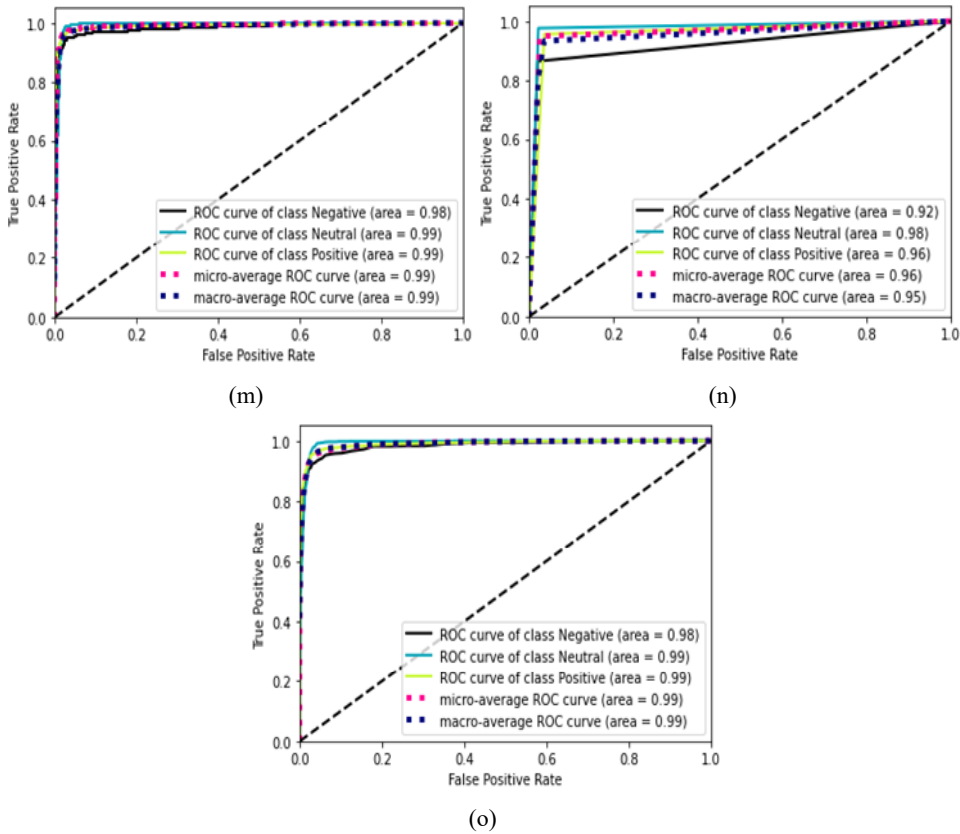 True Positive Rate
1.0
0.8
0.6
0.4
0.2
0.0
ROC curve of class Negative (area = 0.98)
ROC curve of class Neutral (area = 0.99)
ROC curve of class Positive (area = 0.99)
micro-average ROC curve (area = 0.99)
macro-average ROC curve (area = 0.99)
0.0 0.2 0.4 0.6 0.8 1.0
False Positive Rate
(m)
True Positive Rate
1.0
0.8
0.6
0.4
0.2
0.0
ROC curve of class Negative (area = 0.92)
ROC curve of class Neutral (area = 0.98)
ROC curve of class Positive (area = 0.96)
micro-average ROC curve (area = 0.96)
macro-average ROC curve (area = 0.95)
0.0 0.2 0.4 0.6 0.8 1.0
False Positive Rate
(n)
True Positive Rate
1.0
0.8
0.6
0.4
0.2
0.0
ROC curve of class Negative (area = 0.98)
ROC curve of class Neutral (area = 0.99)
ROC curve of class Positive (area = 0.99)
micro-average ROC curve (area = 0.99)
macro-average ROC curve (area = 0.99)
0.0 0.2 0.4 0.6 0.8 1.0
False Positive Rate
(o)